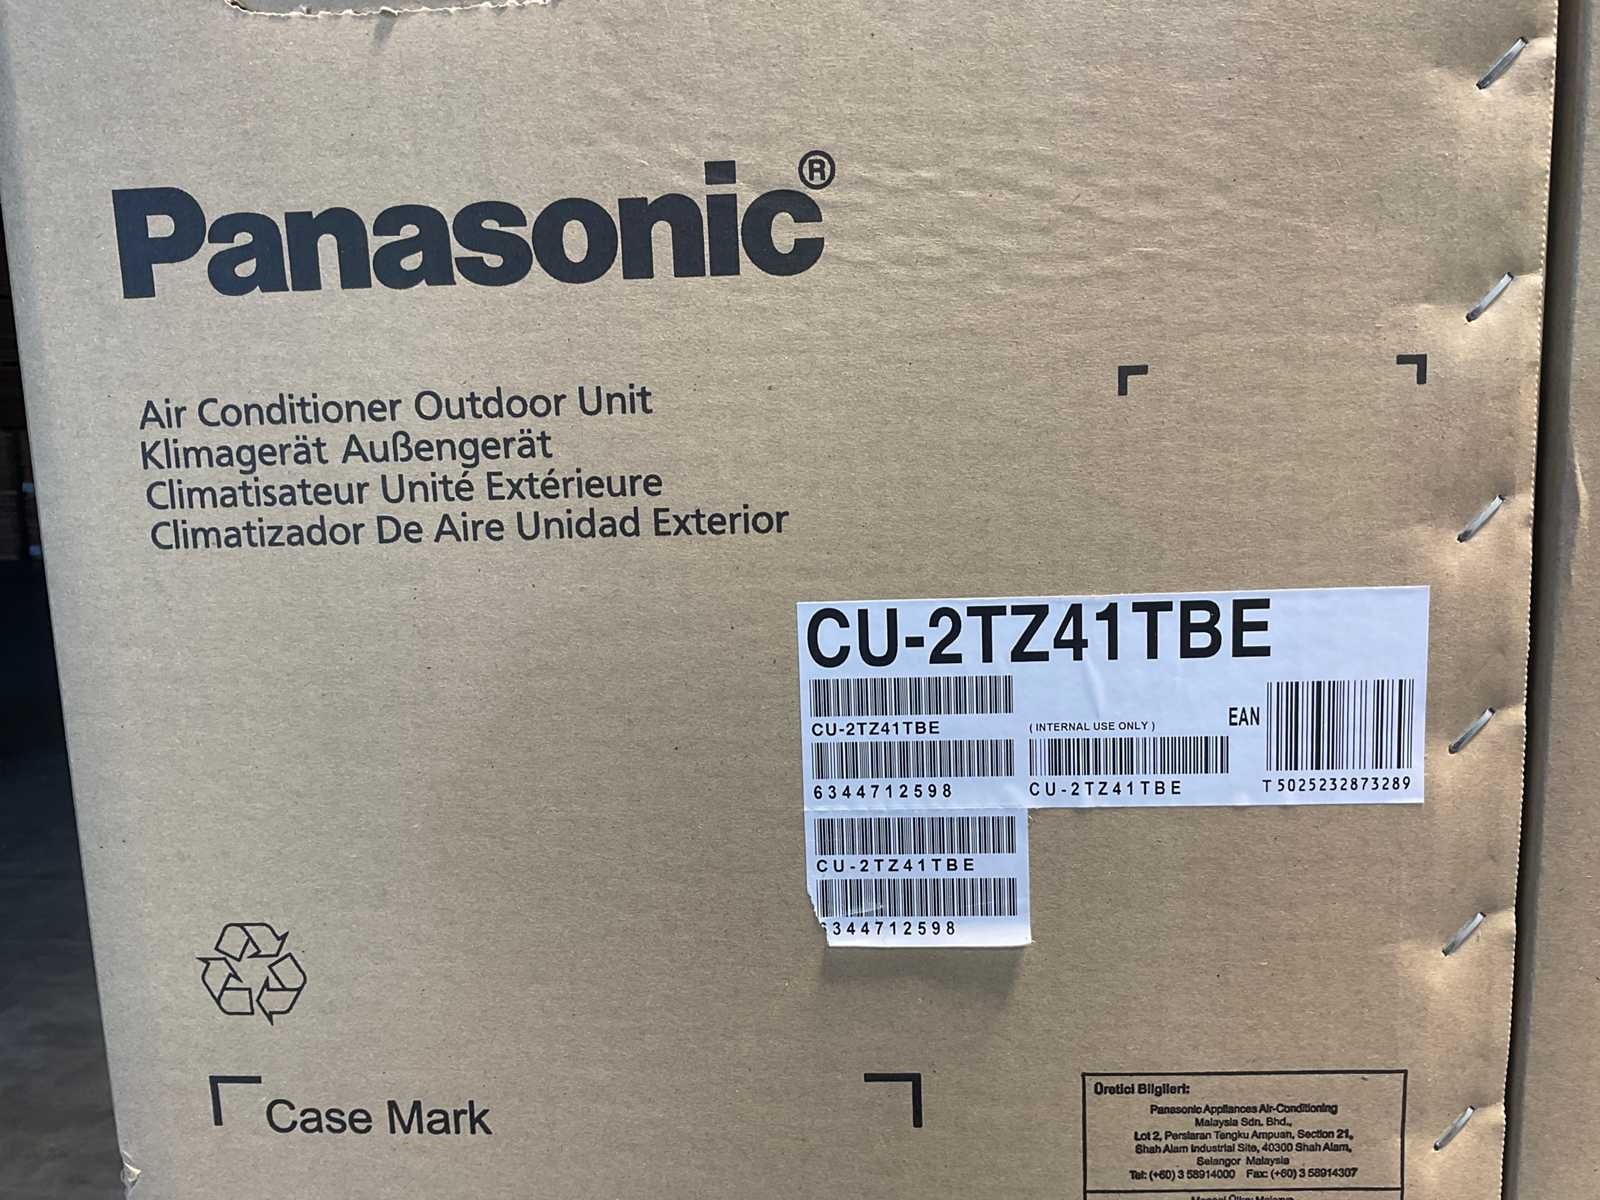 Panasonic®
Air Conditioner Outdoor Unit
Klimagerät Außengerät
Climatisateur Unité Extérieure
Climatizador De Aire Unidad Exterior
CU-2TZ41TBE
CU-2TZ41TBE
6344712598
(INTERNAL USE ONLY)
CU-2TZ41TBE
EAN
T5025232873289
CU-2TZ41TBE
6344712598
Case Mark
Üretici Bilgileri:
Panasonic Appliances Air-Conditioning
Malaysia Sdn. Bhd.,
Lot 2, Persiaran Tengku Ampuan, Section 21,
Shah Alam Industrial Site, 40300 Shah Alam,
Selangor Malaysia
Tel: (+60) 3 58914000 Fax: (+60) 3 58914307